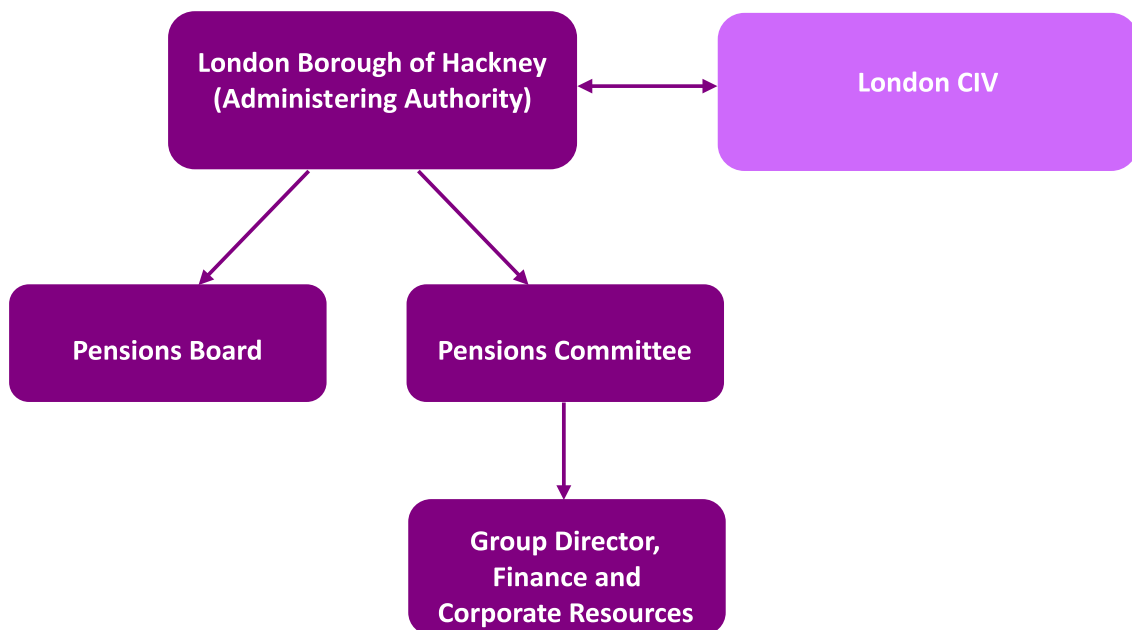 London Borough of Hackney
(Administering Authority)
London CIV
Pensions Board
Pensions Committee
Group Director,
Finance and
Corporate Resources